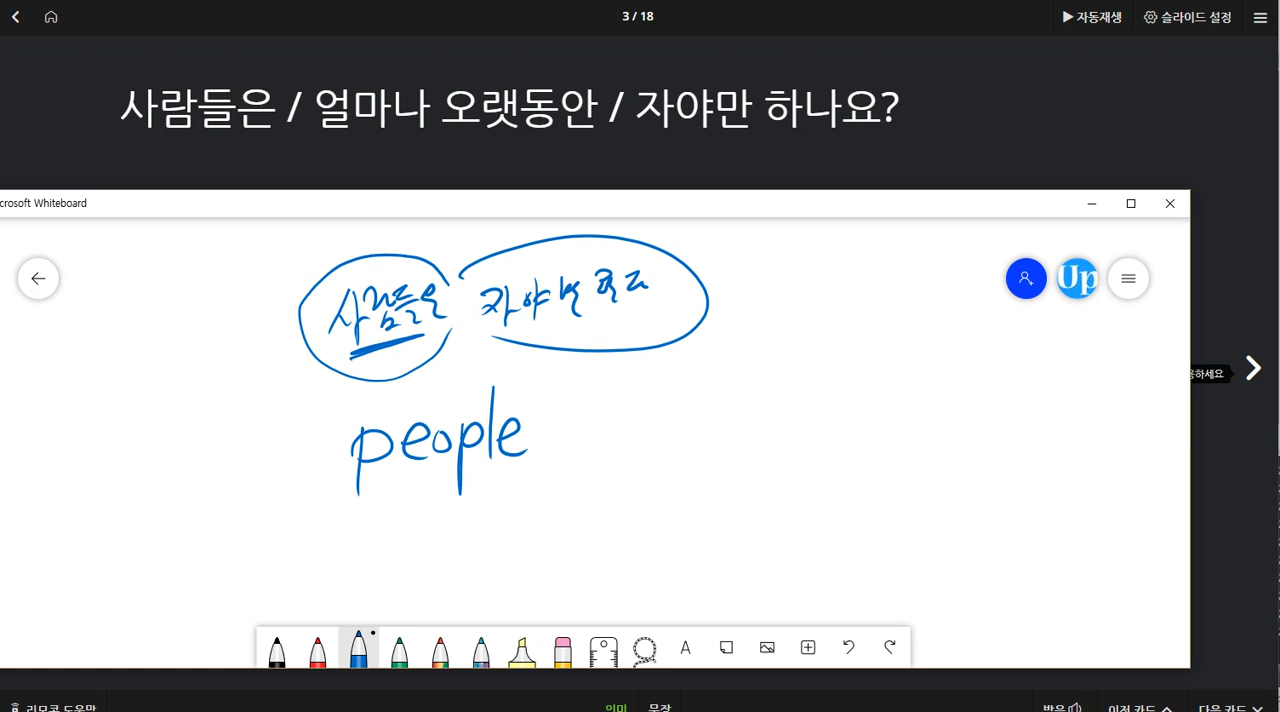 3 / 18
자동재생
슬라이드 설정
사람들은 / 얼마나 오랫동안 / 자야만 하나요?
crosoft Whiteboard
사람들은 자야
people
Up
용하세요
A
리모콘 도움말
의미
문장
발음
이전 카드
다음 카드